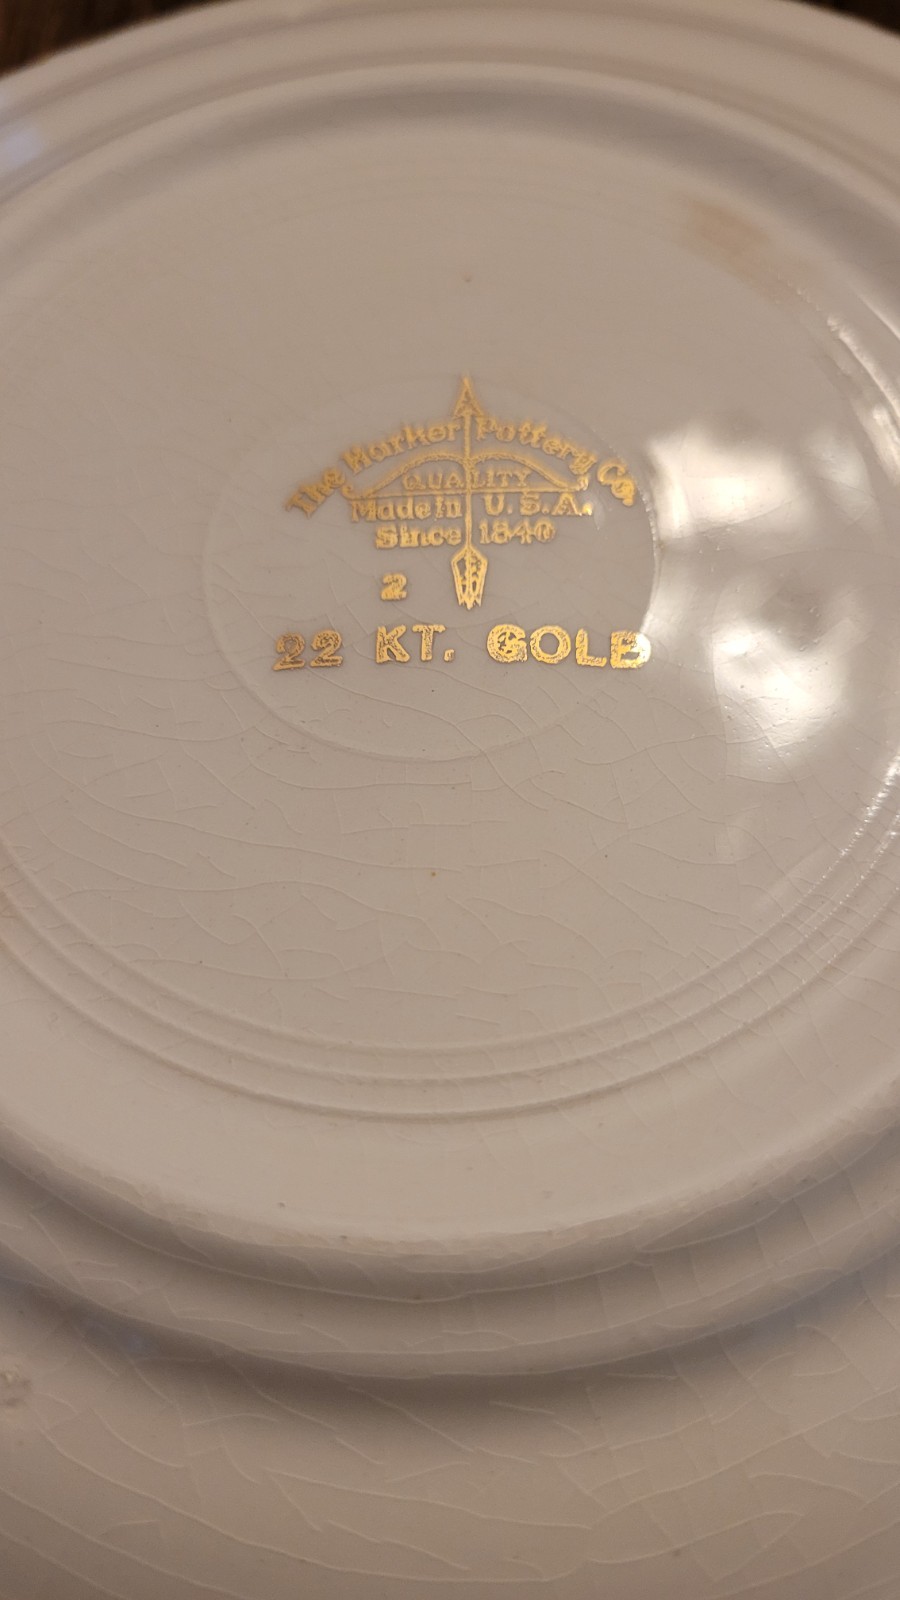 The Harker Pottery Co.
QUALITY
Made in U.S.A.
Since 1840
2
22 KT. GOLD